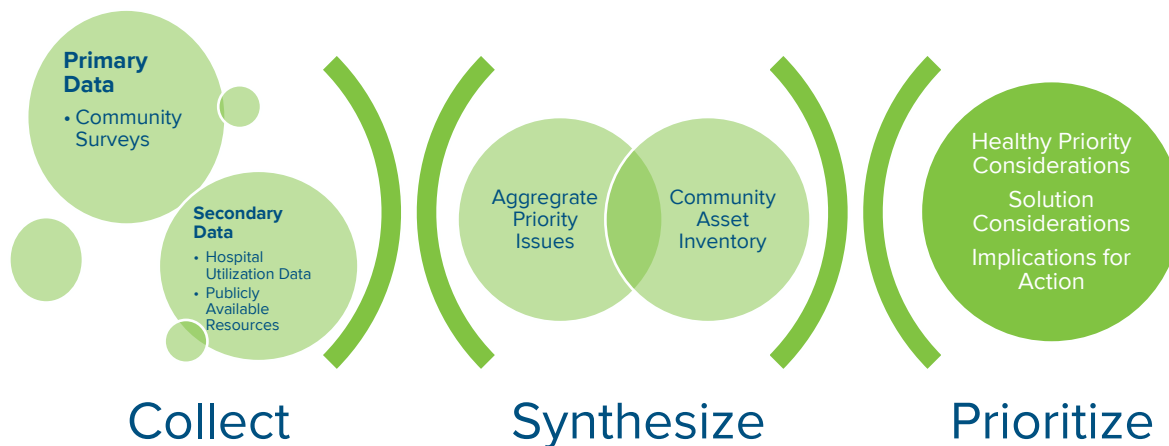 Primary
Data
• Community
Surveys
Secondary
Data
• Hospital
Utilization Data
• Publicly
Available
Resources
Collect
Aggregrate
Priority
Issues
Community
Asset
Inventory
Synthesize
Healthy Priority
Considerations
Solution
Considerations
Implications for
Action
Prioritize